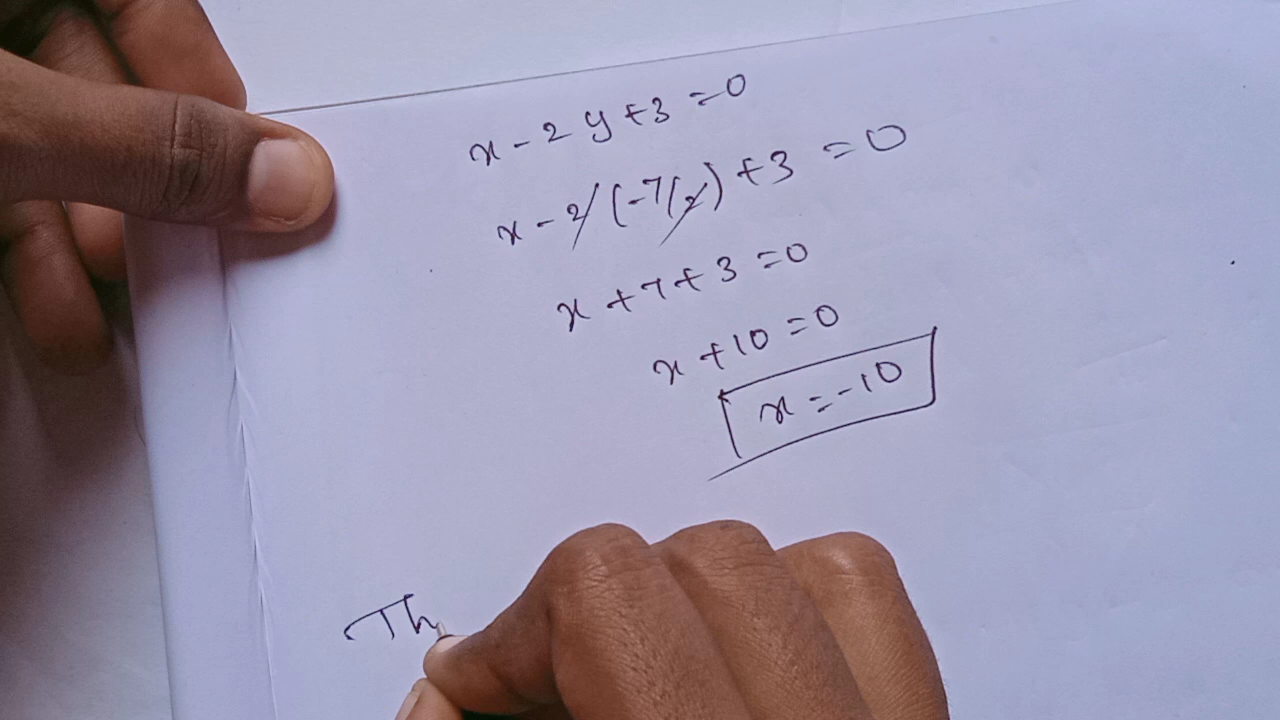 x - 2y + 3 = 0
x - 2(-7/2) + 3 = 0
x + 7 + 3 = 0
x + 10 = 0
x = -10
Th